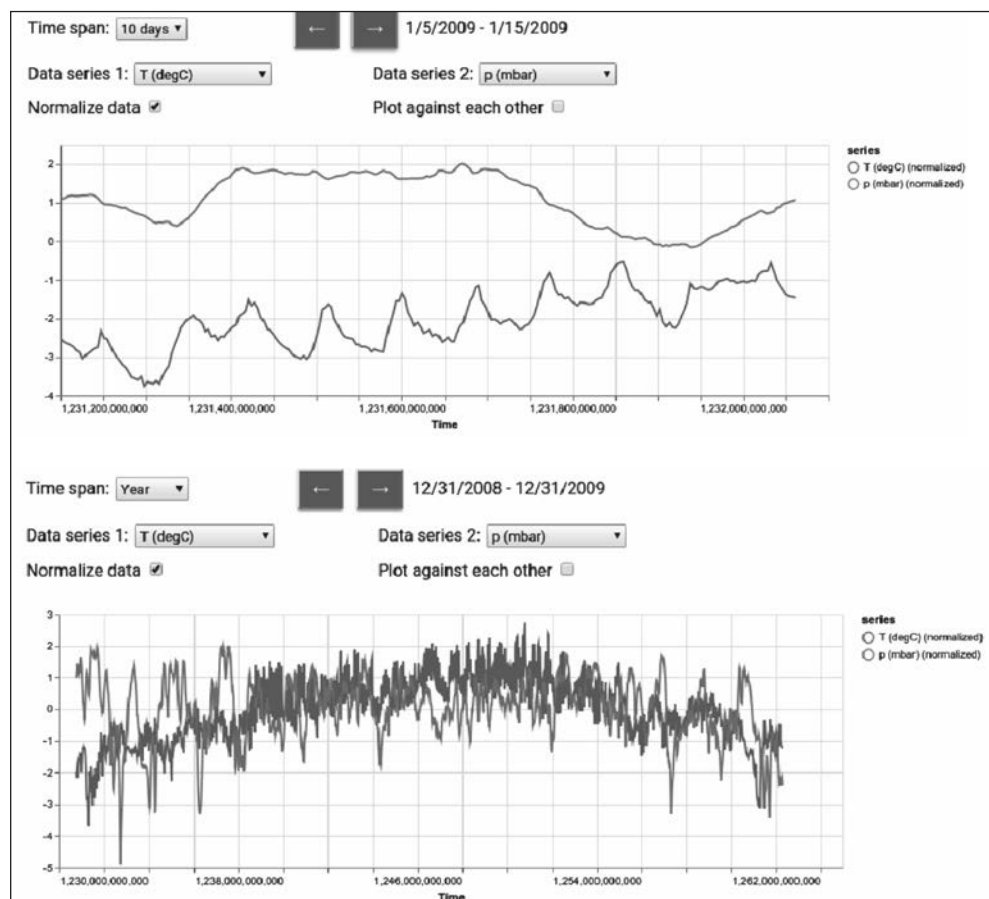 Time span: 10 days ▼ ← → 1/5/2009 - 1/15/2009
Data series 1: T (degC) ▼ Data series 2: p (mbar) ▼
Normalize data ☑ Plot against each other ☐
series
T (degC) (normalized)
p (mbar) (normalized)
2
1
0
-1
-2
-3
-4
1,231,200,000,000 1,231,400,000,000 1,231,600,000,000 1,231,800,000,000 1,232,000,000,000
Time
Time span: Year ▼ ← → 12/31/2008 - 12/31/2009
Data series 1: T (degC) ▼ Data series 2: p (mbar) ▼
Normalize data ☑ Plot against each other ☐
series
T (degC) (normalized)
p (mbar) (normalized)
3
2
1
0
-1
-2
-3
-4
-5
1,230,000,000,000 1,238,000,000,000 1,246,000,000,000 1,254,000,000,000 1,262,000,000,000
Time